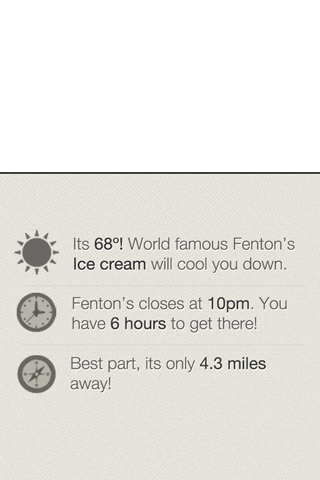 Its 68º! World famous Fenton's
Ice cream will cool you down.
Fenton's closes at 10pm. You
have 6 hours to get there!
Best part, its only 4.3 miles
away!